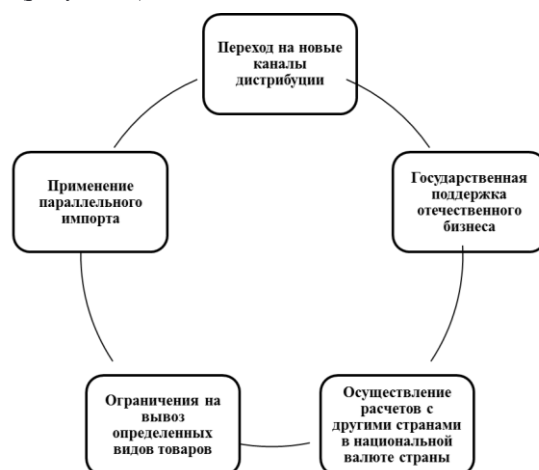 Переход на новые
каналы
дистрибуции
Государственная
поддержка
отечественного
бизнеса
Осуществление
расчетов с
другими странами
в национальной
валюте страны
Ограничения на
вывоз
определенных
видов товаров
Применение
параллельного
импорта